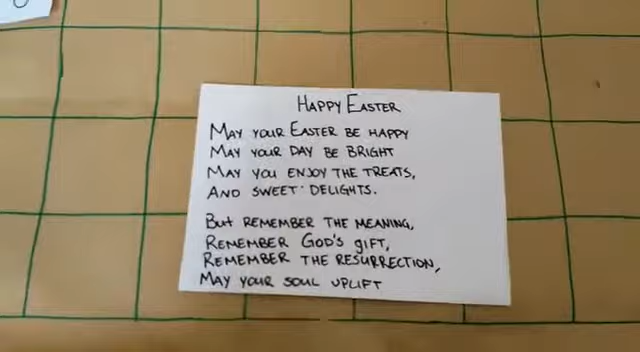 HAPPY EASTER
MAY YOUR EASTER BE HAPPY
MAY YOUR DAY BE BRIGHT
MAY YOU ENJOY THE TREATS,
AND SWEET DELIGHTS.
BUT REMEMBER THE MEANING,
REMEMBER GOD'S GIFT,
REMEMBER THE RESURRECTION,
MAY YOUR SOUL UPLIFT